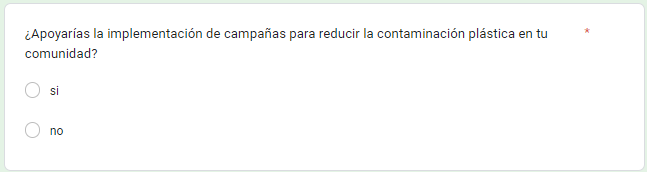 ¿Apoyarías la implementación de campañas para reducir la contaminación plástica en tu *
comunidad?
si
no